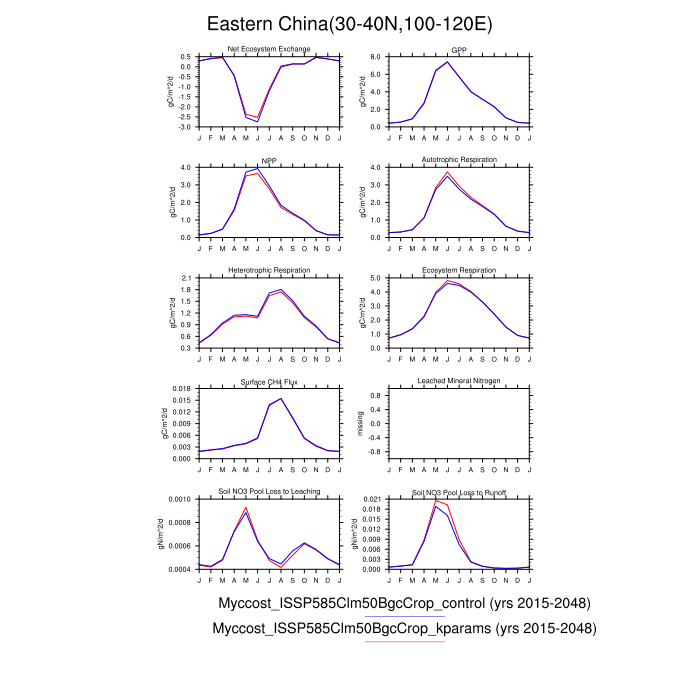 Eastern China(30-40N,100-120E)
Net Ecosystem Exchange
GPP
gC/m^2/d
0.5
0.0
-0.5
-1.0
-1.5
-2.0
-2.5
-3.0
J F M A M J J A S O N D J
gC/m^2/d
8.0
6.0
4.0
2.0
0.0
J F M A M J J A S O N D J
NPP
Autotrophic Respiration
gC/m^2/d
4.0
3.0
2.0
1.0
0.0
J F M A M J J A S O N D J
gC/m^2/d
4.0
3.0
2.0
1.0
0.0
J F M A M J J A S O N D J
Heterotrophic Respiration
Ecosystem Respiration
gC/m^2/d
2.1
1.8
1.5
1.2
0.9
0.6
0.3
J F M A M J J A S O N D J
gC/m^2/d
5.0
4.0
3.0
2.0
1.0
0.0
J F M A M J J A S O N D J
Surface CH4 Flux
Leached Mineral Nitrogen
gC/m^2/d
0.018
0.015
0.012
0.009
0.006
0.003
0.000
J F M A M J J A S O N D J
missing
0.8
0.4
0.0
-0.4
-0.8
J F M A M J J A S O N D J
Soil NO3 Pool Loss to Leaching
Soil NO3 Pool Loss to Runoff
gN/m^2/d
0.0010
0.0008
0.0006
0.0004
J F M A M J J A S O N D J
gN/m^2/d
0.021
0.018
0.015
0.012
0.009
0.006
0.003
0.000
J F M A M J J A S O N D J
Myccost_ISSP585Clm50BgcCrop_control (yrs 2015-2048)
Myccost_ISSP585Clm50BgcCrop_kparams (yrs 2015-2048)